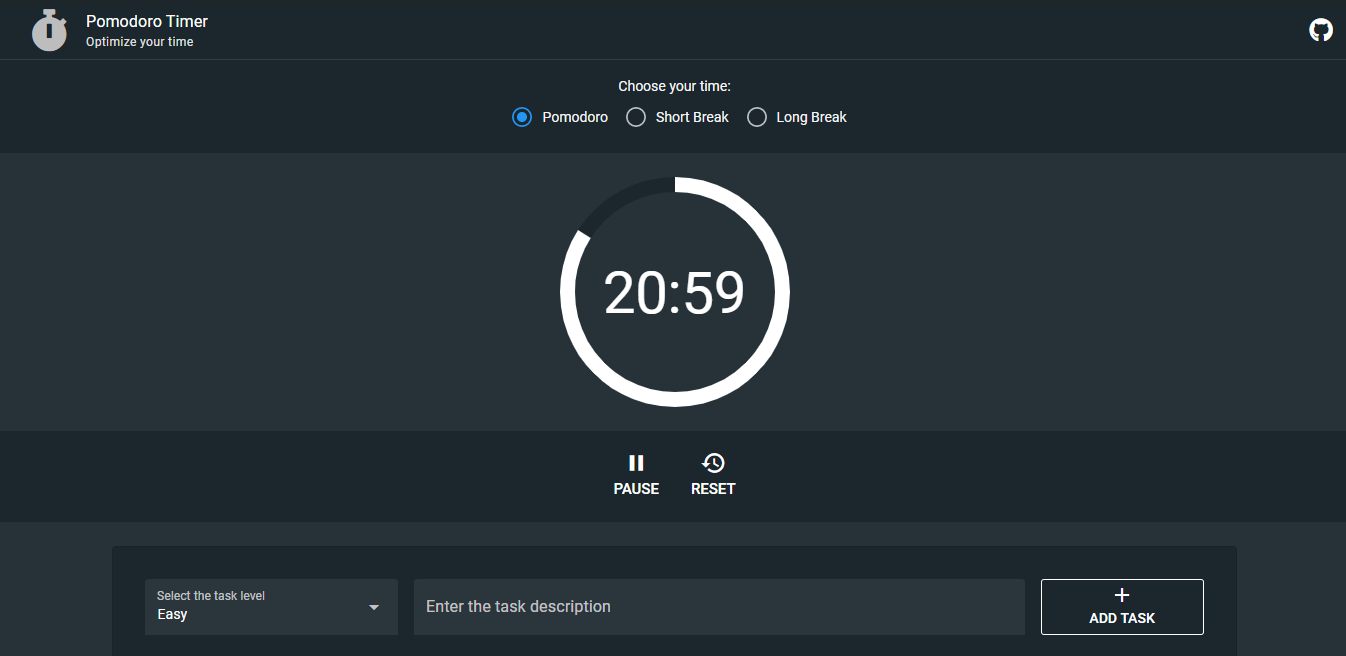 Pomodoro Timer
Optimize your time
Choose your time:
Pomodoro Short Break Long Break
20:59
PAUSE RESET
Select the task level
Easy
Enter the task description
ADD TASK